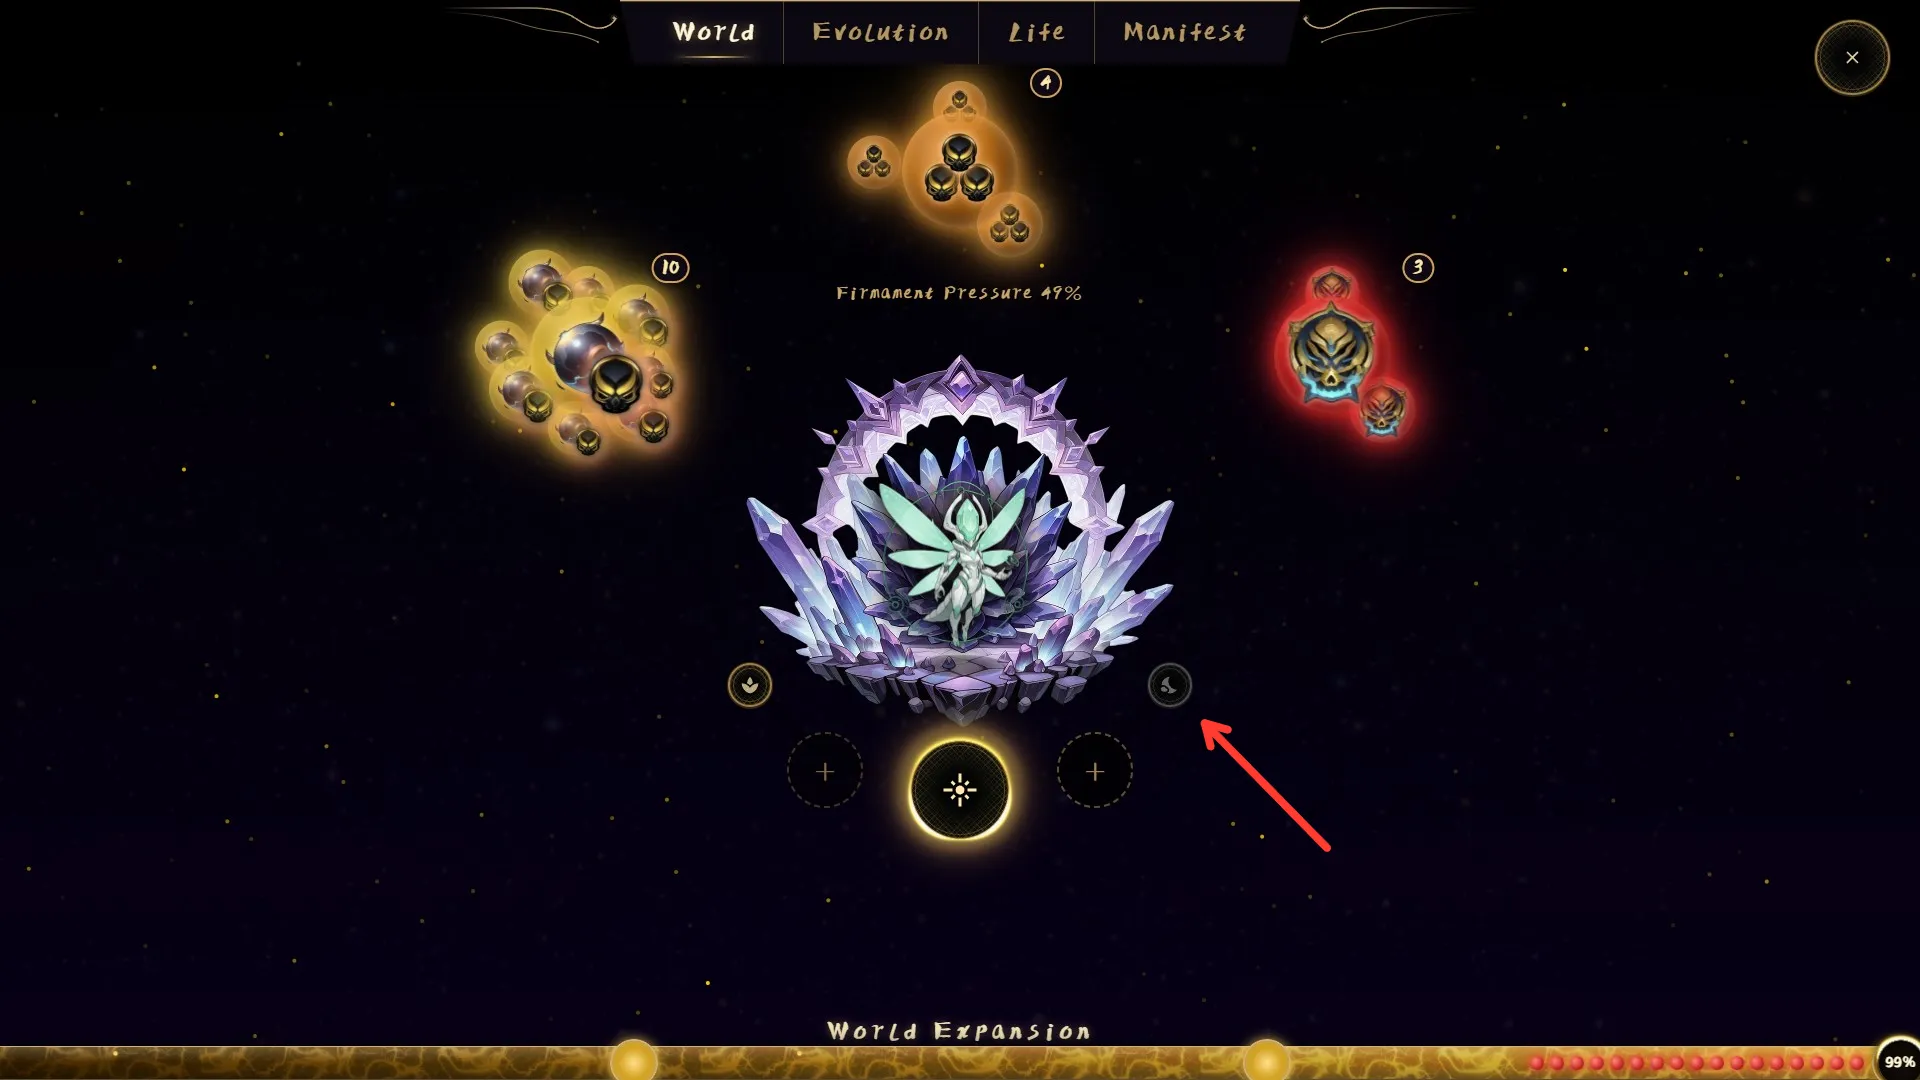 World
Evolution
Life
Manifest
4
10
3
Firmament Pressure 49%
World Expansion
99%